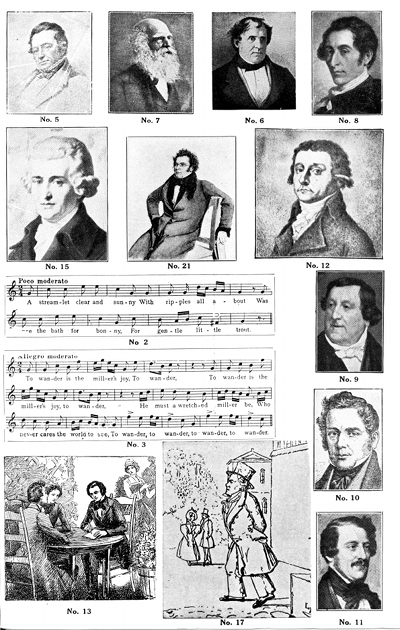 No. 5
No. 7
No. 6
No. 8
No. 15
No. 21
No. 12
Poco moderato
A stream-let clear and sun-ny With rip-ples all a-bout Was
the bath for bon-ny, For gen-tle lit-tle trout.
No 2
No. 9
Allegro moderato
To wander is the mill-er's joy, To wan-der, To wander is the
mill-er's joy, to wan-der, He must a wretch-ed mill-er be, Who
never cares the world to see, To wan-der, to wan-der, to wan-der, to wan-der.
No. 3
No. 10
No. 13
No. 17
No. 11